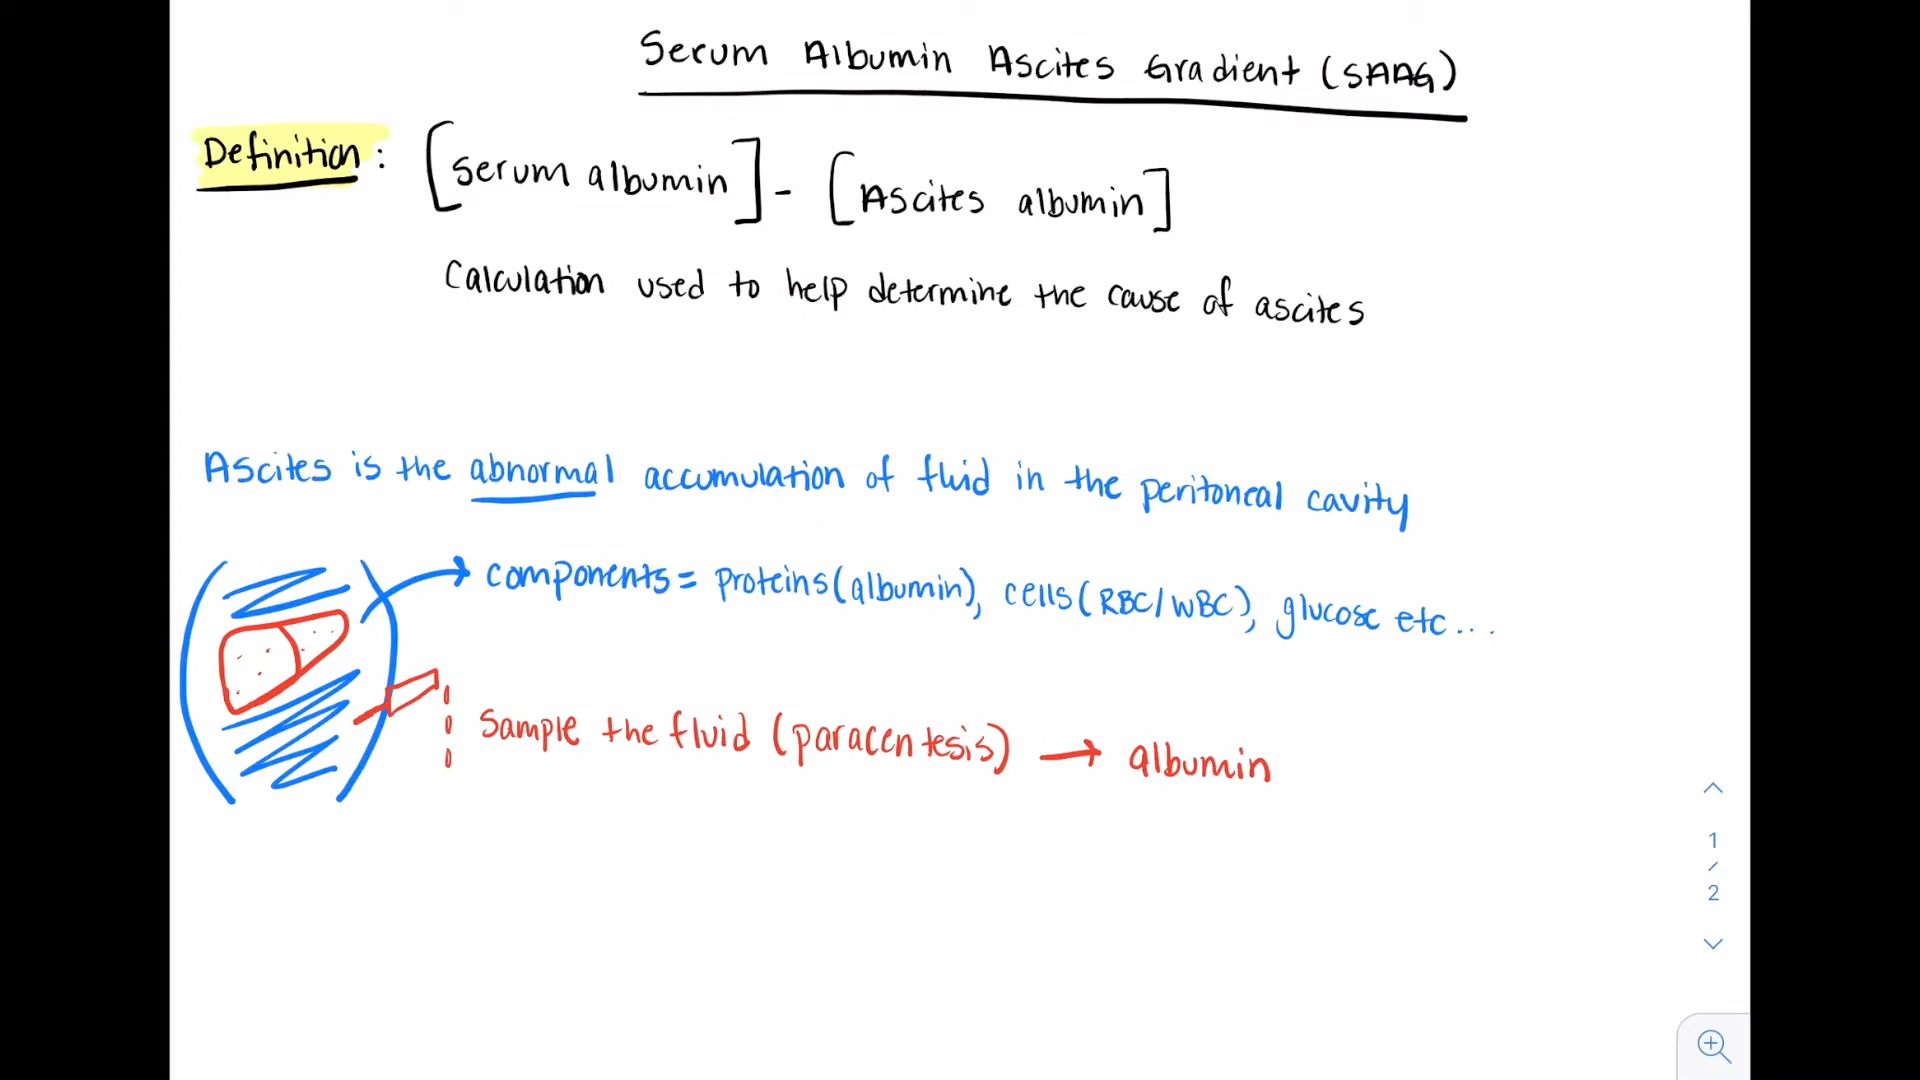 Serum Albumin Ascites Gradient (SAAG)
Definition: [serum albumin] - [Ascites albumin]
Calculation used to help determine the cause of ascites
Ascites is the abnormal accumulation of fluid in the peritoneal cavity
components = proteins (albumin), cells (RBC/WBC), glucose etc...
Sample the fluid (paracentesis) → albumin
1
/
2